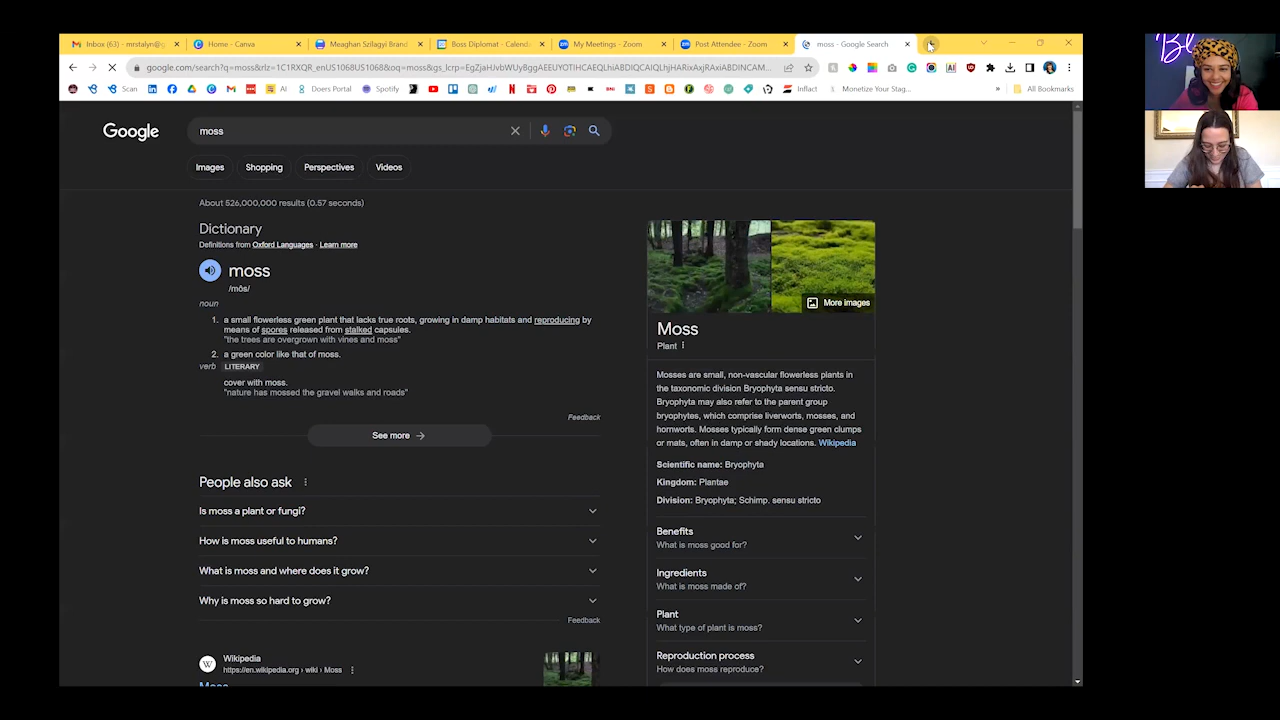 Inbox (63) - mrstalyn@g
Home - Canva
Meaghan Szilagyi Brand
Boss Diplomat - Calend
My Meetings - Zoom
Post Attendee - Zoom
moss - Google Search
google.com/search?q=moss&rlz=1C1RXQR_enUS1068US1068&oq=moss&gs_lcrp=
Scan
AI
Doers Portal
Spotify
Inflact
Monetize Your Stag...
»
All Bookmarks
Google
moss
Images
Shopping
Perspectives
Videos
About 526,000,000 results (0.57 seconds)
Dictionary
Definitions from Oxford Languages · Learn more
moss
/môs/
noun
1. a small flowerless green plant that lacks true roots, growing in damp habitats and reproducing by
means of spores released from stalked capsules.
"the trees are overgrown with vines and moss"
2. a green color like that of moss.
verb LITERARY
cover with moss.
"nature has mossed the gravel walks and roads"
Feedback
See more →
People also ask
Is moss a plant or fungi?
How is moss useful to humans?
What is moss and where does it grow?
Why is moss so hard to grow?
Feedback
W
Wikipedia
https://en.wikipedia.org › wiki › Moss
Moss
More images
Moss
Plant
Mosses are small, non-vascular flowerless plants in
the taxonomic division Bryophyta sensu stricto.
Bryophyta may also refer to the parent group
bryophytes, which comprise liverworts, mosses, and
hornworts. Mosses typically form dense green clumps
or mats, often in damp or shady locations. Wikipedia
Scientific name: Bryophyta
Kingdom: Plantae
Division: Bryophyta; Schimp. sensu stricto
Benefits
What is moss good for?
Ingredients
What is moss made of?
Plant
What type of plant is moss?
Reproduction process
How does moss reproduce?
Bl